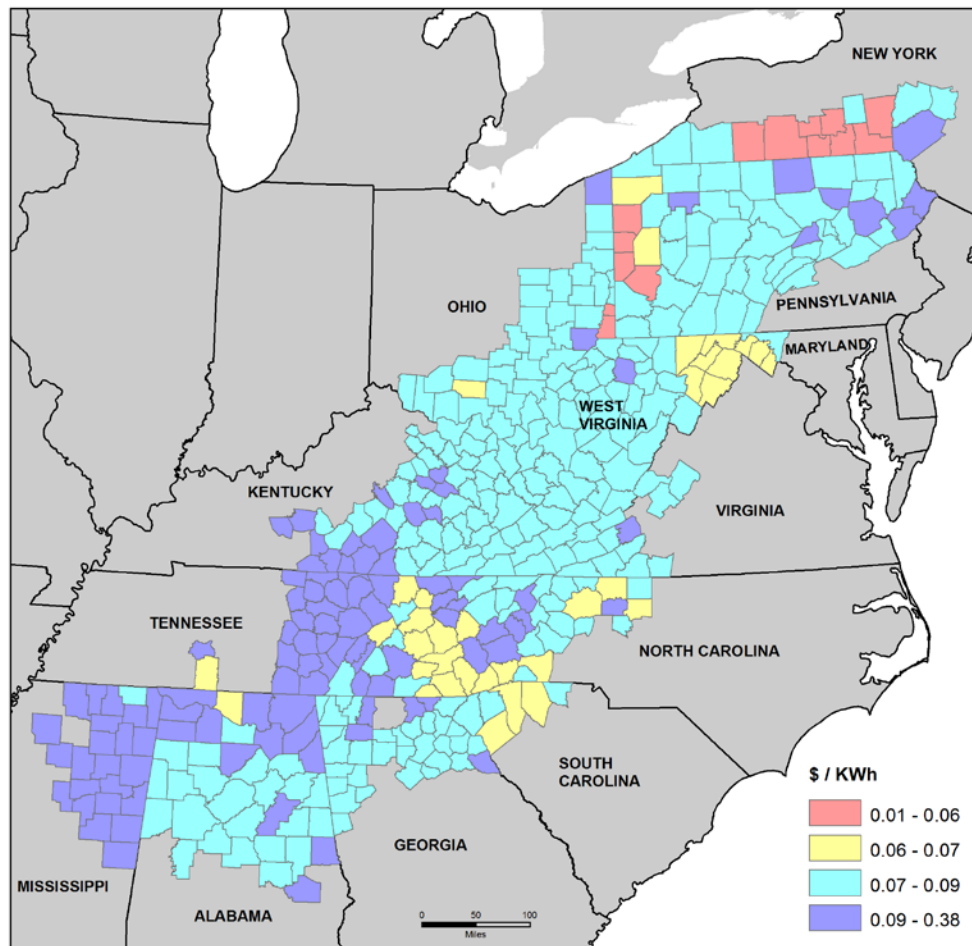 NEW YORK
PENNSYLVANIA
OHIO
MARYLAND
WEST
VIRGINIA
KENTUCKY
VIRGINIA
TENNESSEE
NORTH CAROLINA
SOUTH
CAROLINA
GEORGIA
MISSISSIPPI
ALABAMA
$ / KWh
0.01 - 0.06
0.06 - 0.07
0.07 - 0.09
0.09 - 0.38
0 50 100
Miles